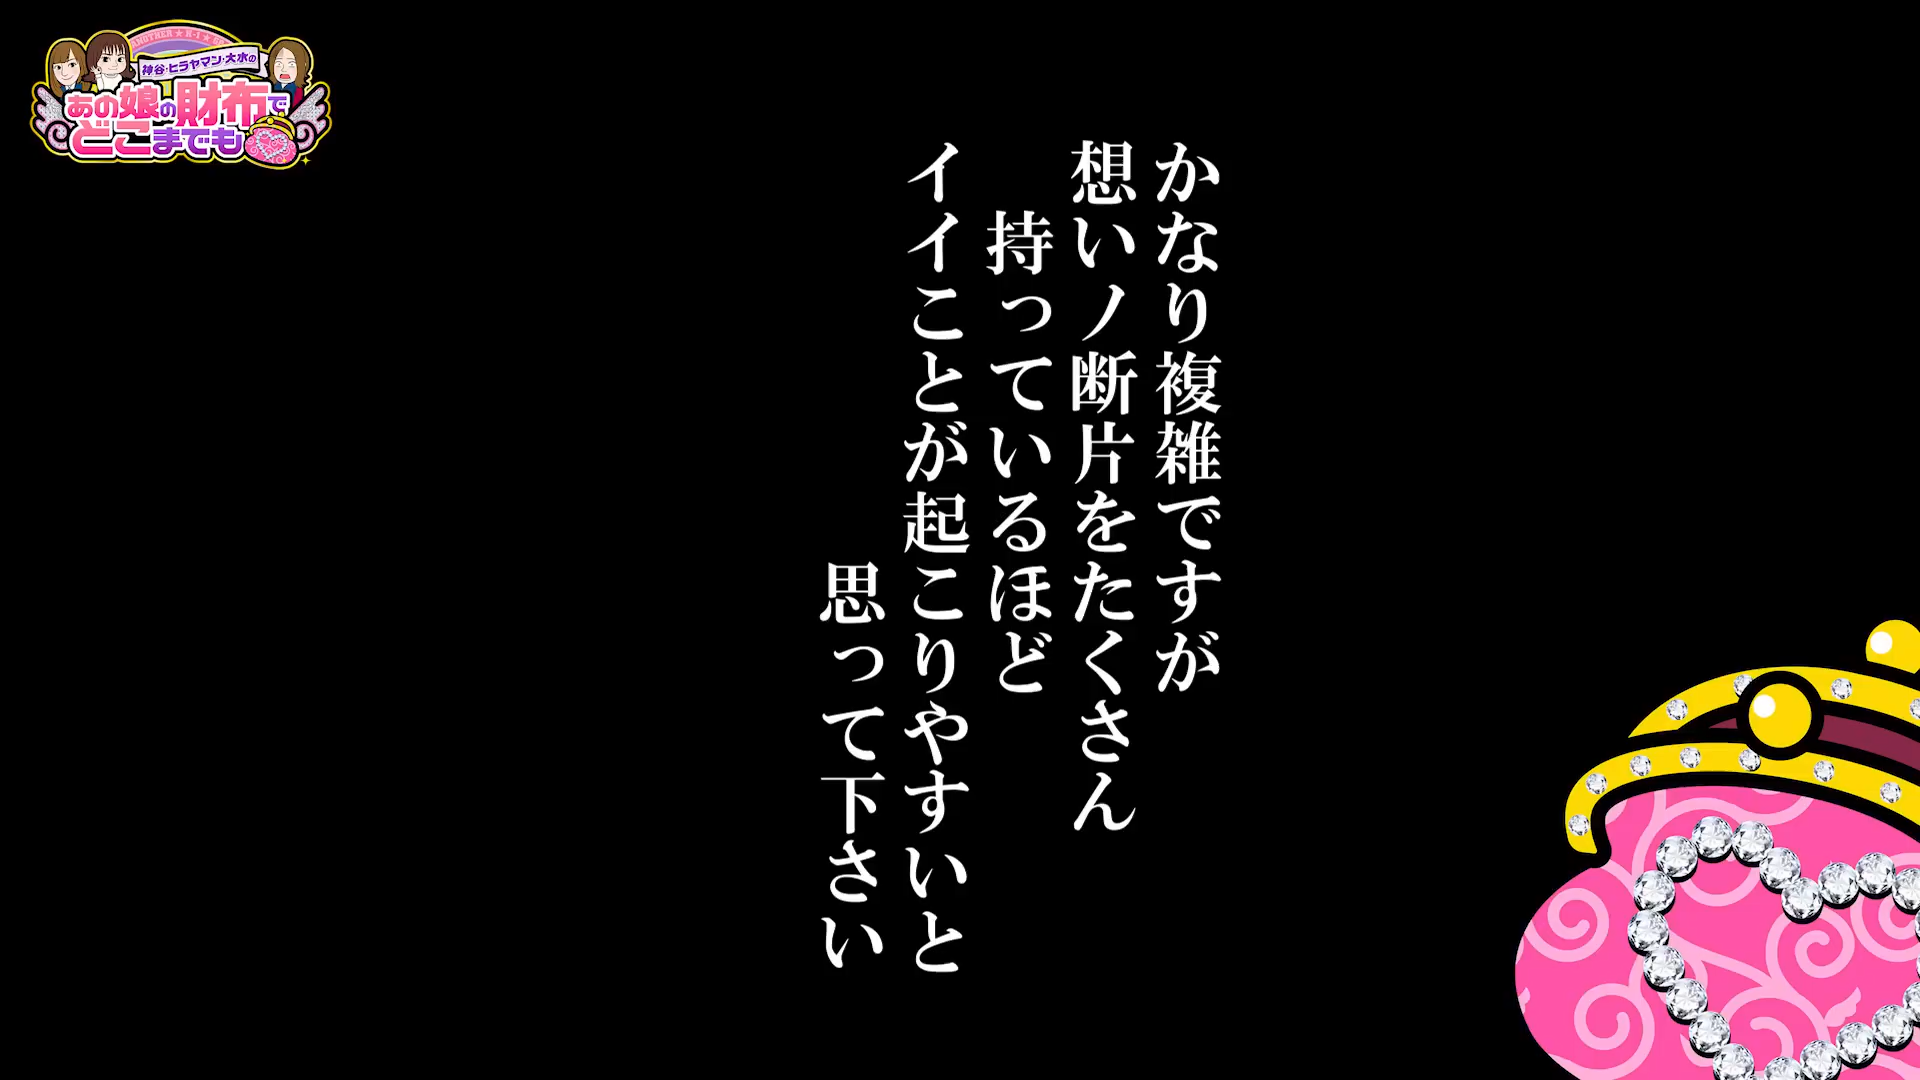 ANOTHER ★ N-1 ★
神谷・ヒラヤマン・大水の
あの娘の財布で
どこまでも
かなり複雑ですが
想いノ断片をたくさん
持っているほど
イイことが起こりやすいと
思って下さい